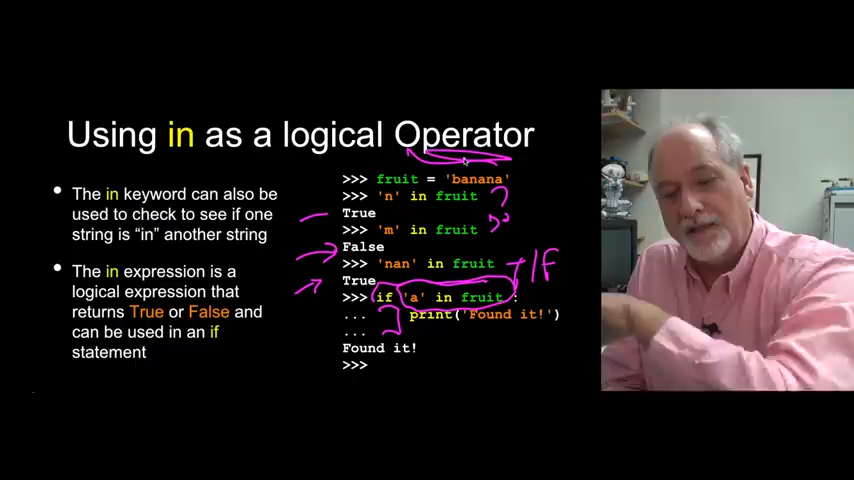 Using in as a logical Operator
• The in keyword can also be
used to check to see if one
string is “in” another string
• The in expression is a
logical expression that
returns True or False and
can be used in an if
statement
>>> fruit = 'banana'
>>> 'n' in fruit
True
>>> 'm' in fruit
False
>>> 'nan' in fruit
True
>>> if 'a' in fruit :
...     print('Found it!')
...
Found it!
>>>
T/F